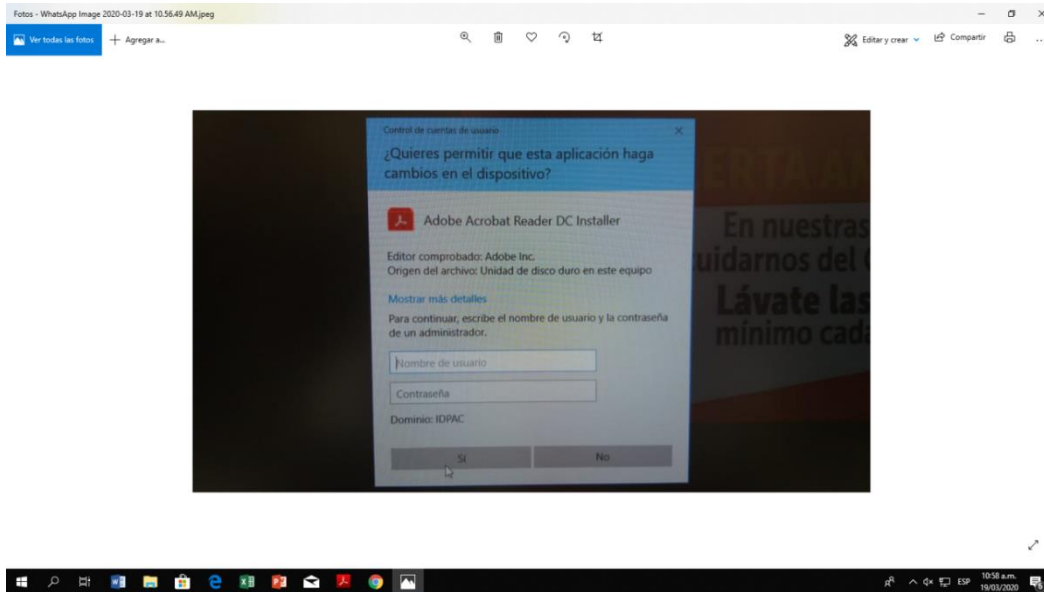 Fotos - WhatsApp Image 2020-03-19 at 10.56.49 AM.jpeg
Ver todas las fotos
Agregar a...
Editar y crear
Compartir
Control de cuentas de usuario
¿Quieres permitir que esta aplicación haga
cambios en el dispositivo?
Adobe Acrobat Reader DC Installer
Editor comprobado: Adobe Inc.
Origen del archivo: Unidad de disco duro en este equipo
Mostrar más detalles
Para continuar, escribe el nombre de usuario y la contraseña
de un administrador.
Nombre de usuario
Contraseña
Dominio: IDPAC
Sí
No
En nuestras
uidarnos del
Lávate las
mínimo cada
ESP
10:58 a.m.
19/03/2020